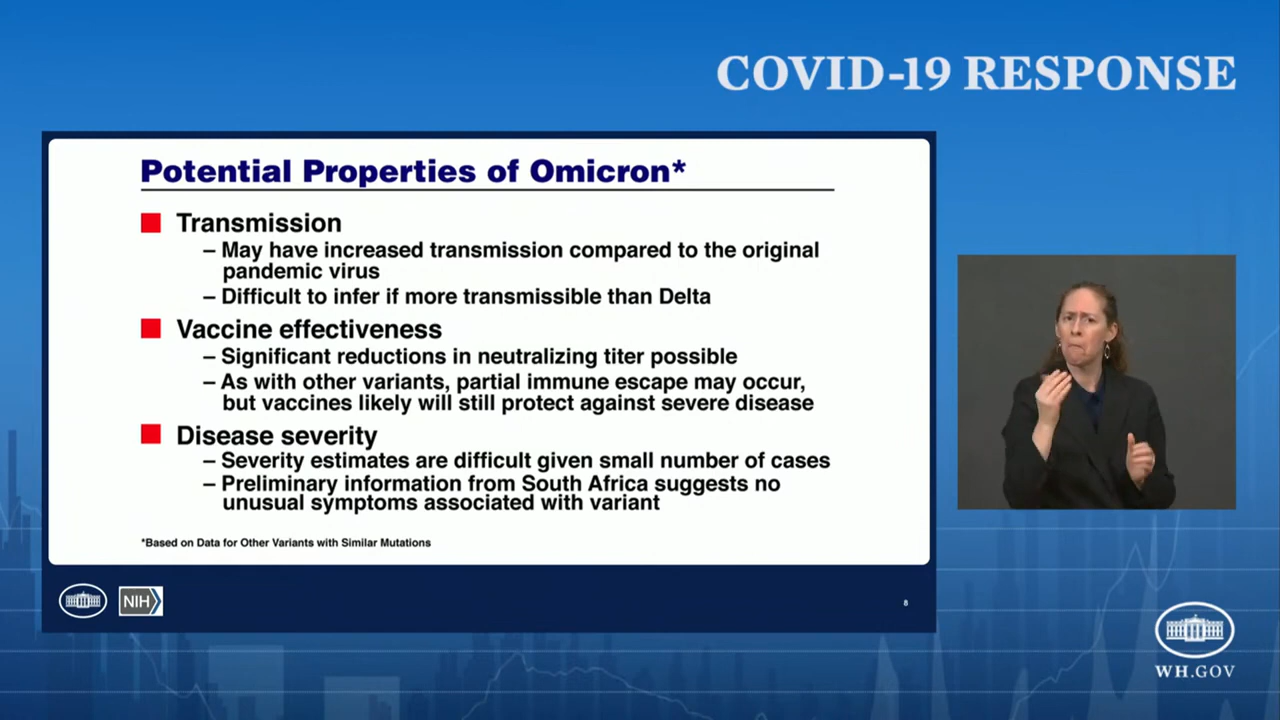 COVID-19 RESPONSE
Potential Properties of Omicron*
Transmission
– May have increased transmission compared to the original
pandemic virus
– Difficult to infer if more transmissible than Delta
Vaccine effectiveness
– Significant reductions in neutralizing titer possible
– As with other variants, partial immune escape may occur,
but vaccines likely will still protect against severe disease
Disease severity
– Severity estimates are difficult given small number of cases
– Preliminary information from South Africa suggests no
unusual symptoms associated with variant
*Based on Data for Other Variants with Similar Mutations
NIH
8
WH.GOV